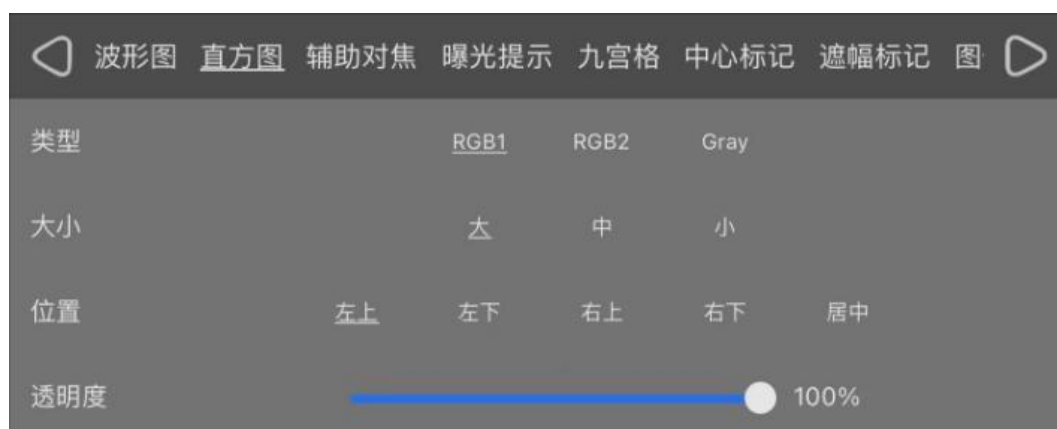 波形图 直方图 辅助对焦 曝光提示 九宫格 中心标记 遮幅标记 图
类型 RGB1 RGB2 Gray
大小 大 中 小
位置 左上 左下 右上 右下 居中
透明度 100%